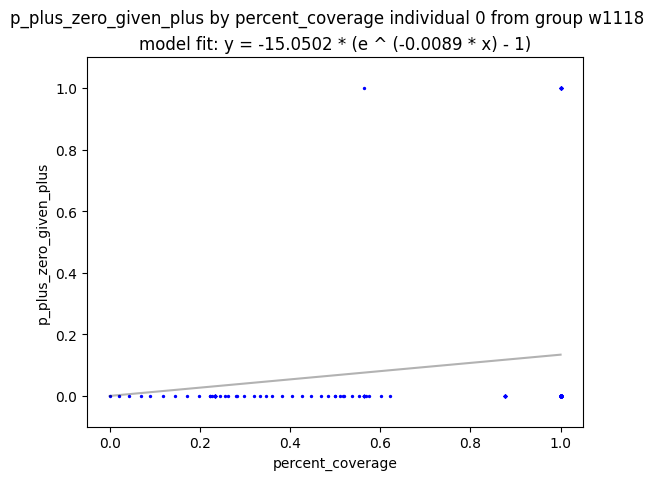 p_plus_zero_given_plus by percent_coverage individual 0 from group w1118
model fit: y = -15.0502 * (e ^ (-0.0089 * x) - 1)
1.0
0.8
0.6
0.4
0.2
0.0
p_plus_zero_given_plus
0.0 0.2 0.4 0.6 0.8 1.0
percent_coverage